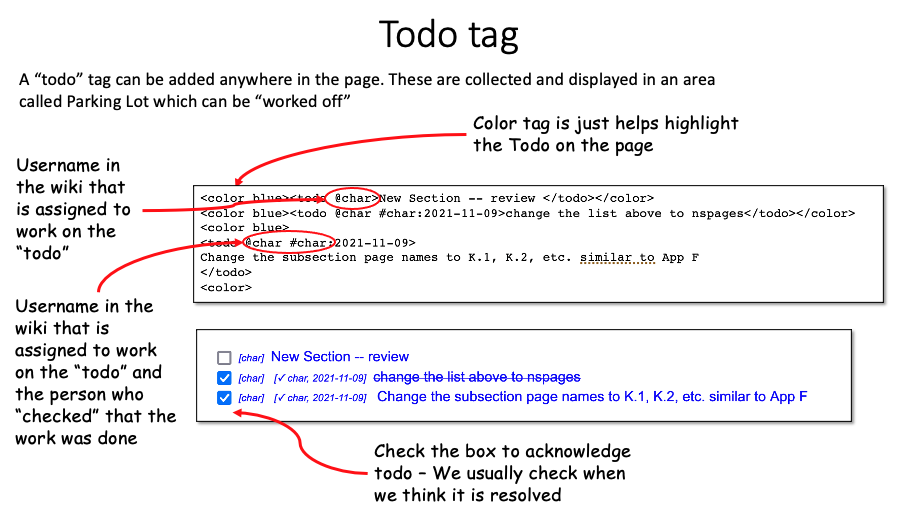 Todo tag
A “todo” tag can be added anywhere in the page. These are collected and displayed in an area
called Parking Lot which can be “worked off”
Color tag is just helps highlight
the Todo on the page
Username in
the wiki that
is assigned to
work on the
“todo”
<color blue><todo @char>New Section -- review </todo></color>
<color blue><todo @char #char:2021-11-09>change the list above to nspages</todo></color>
<color blue>
<todo @char #char:2021-11-09>
Change the subsection page names to K.1, K.2, etc. similar to App F
</todo>
<color>
Username in the
wiki that is
assigned to work
on the “todo” and
the person who
“checked” that the
work was done
[char] New Section -- review
[char] [✓ char, 2021-11-09] change the list above to nspages
[char] [✓ char, 2021-11-09] Change the subsection page names to K.1, K.2, etc. similar to App F
Check the box to acknowledge
todo – We usually check when
we think it is resolved